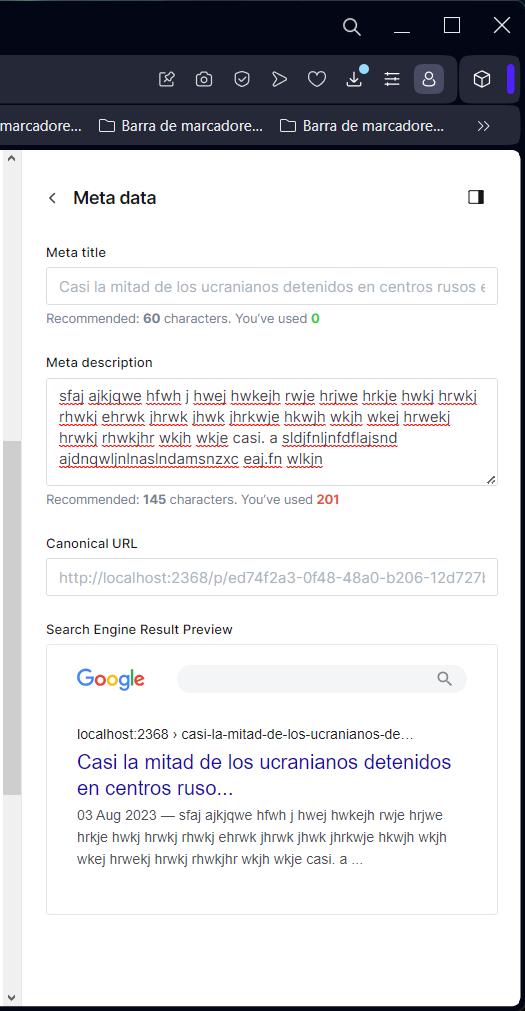 marcadore... Barra de marcadore... Barra de marcadore...
Meta data
Meta title
Casi la mitad de los ucranianos detenidos en centros rusos e
Recommended: 60 characters. You've used 0
Meta description
sfaj ajkjqwe hfwh j hwej hwkejh rwje hrjwe hrkje hwkj hrwkj
rhwkj ehrwk jhrwk jhwk jhrkwje hkwjh wkjh wkej hrwekj
hrwkj rhwkjhr wkjh wkje casi. a sldjfnljnfdflajsnd
ajdnqwljnlnaslndamsnzxc eaj.fn wlkjn
Recommended: 145 characters. You've used 201
Canonical URL
http://localhost:2368/p/ed74f2a3-0f48-48a0-b206-12d727b
Search Engine Result Preview
Google
localhost:2368 › casi-la-mitad-de-los-ucranianos-de...
Casi la mitad de los ucranianos detenidos
en centros ruso...
03 Aug 2023 — sfaj ajkjqwe hfwh j hwej hwkejh rwje hrjwe
hrkje hwkj hrwkj rhwkj ehrwk jhrwk jhwk jhrkwje hkwjh wkjh
wkej hrwekj hrwkj rhwkjhr wkjh wkje casi. a ...